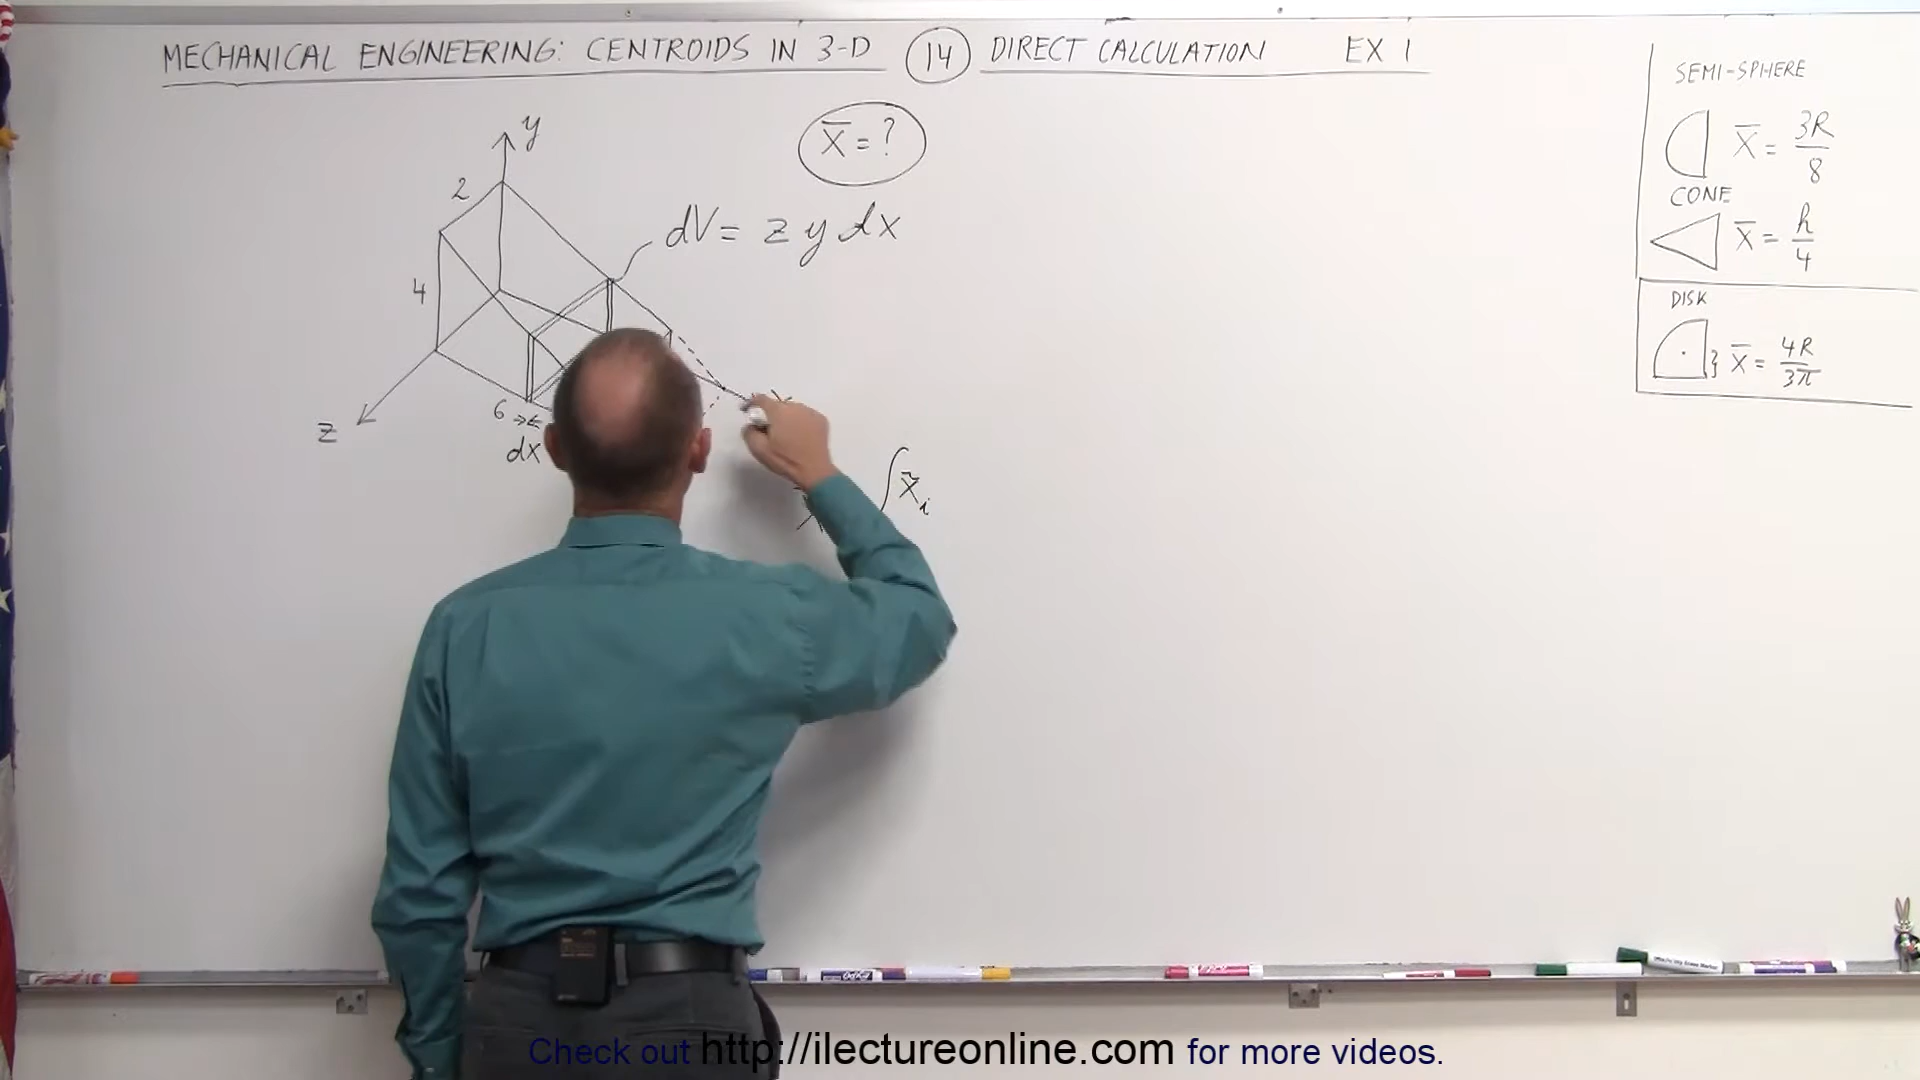 MECHANICAL ENGINEERING: CENTROIDS IN 3-D 14 DIRECT CALCULATION EX 1
y
2
4
z
6
dx
X̄ = ?
dV = z y dx
∫ x̃i
SEMI-SPHERE
X̄ = 3R/8
CONE
X̄ = h/4
DISK
X̄ = 4R/3π
Check out http://ilectureonline.com for more videos.